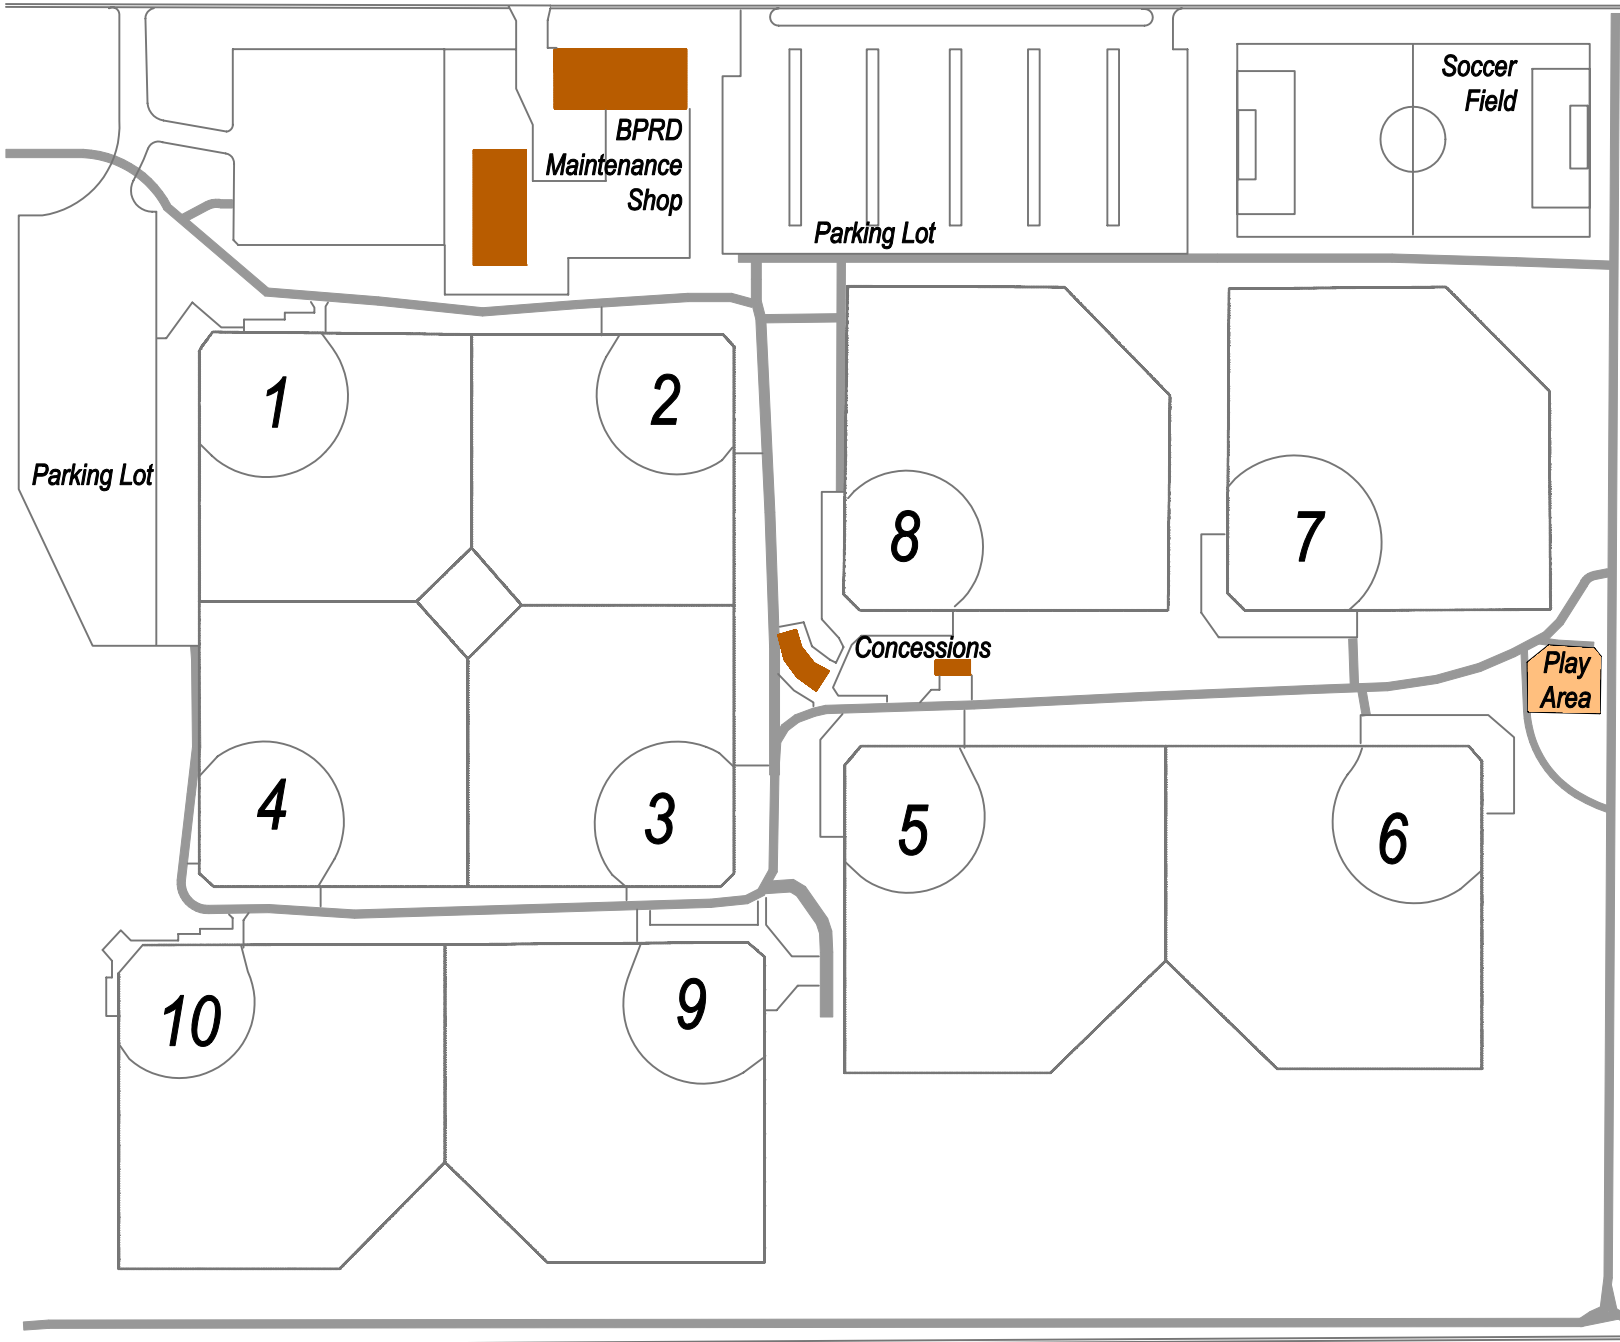 Soccer
Field
BPRD
Maintenance
Shop
Parking Lot
1
2
Parking Lot
8
7
Concessions
Play
Area
4
3
5
6
10
9